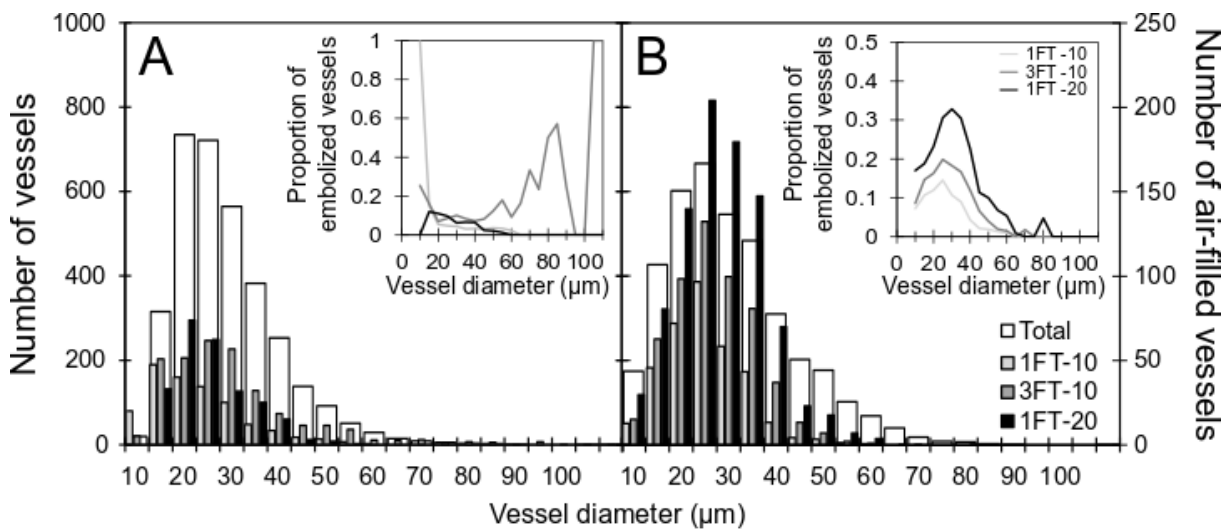 A
B
Number of vessels
1000
800
600
400
200
0
Proportion of
embolized vessels
1
0.8
0.6
0.4
0.2
0
0 20 40 60 80 100
Vessel diameter (µm)
10 20 30 40 50 60 70 80 90 100
Proportion of
embolized vessels
0.5
0.4
0.3
0.2
0.1
0
1FT -10
3FT -10
1FT -20
0 20 40 60 80 100
Vessel diameter (µm)
Total
1FT-10
3FT-10
1FT-20
10 20 30 40 50 60 70 80 90 100
250
200
150
100
50
0
Number of air-filled vessels
Vessel diameter (µm)